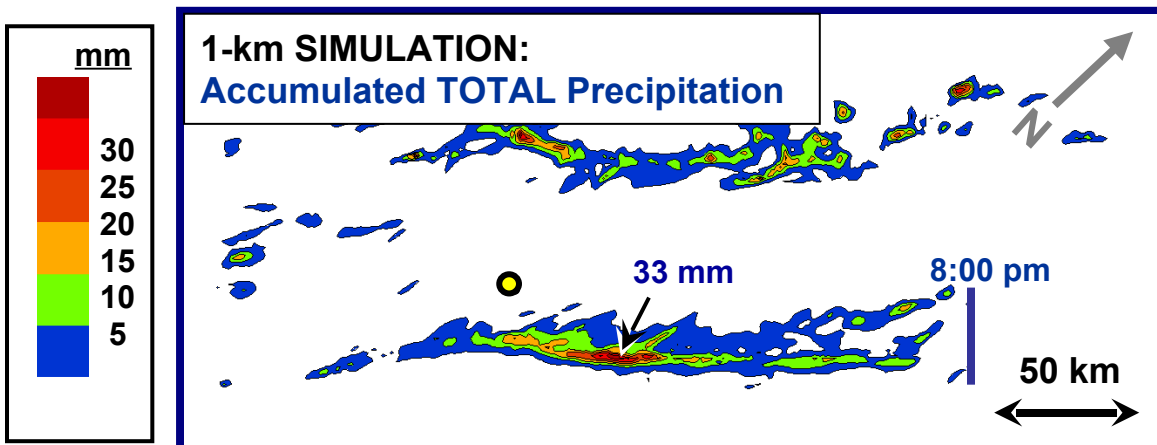 mm
30
25
20
15
10
5
1-km SIMULATION:
Accumulated TOTAL Precipitation
N
33 mm
8:00 pm
50 km